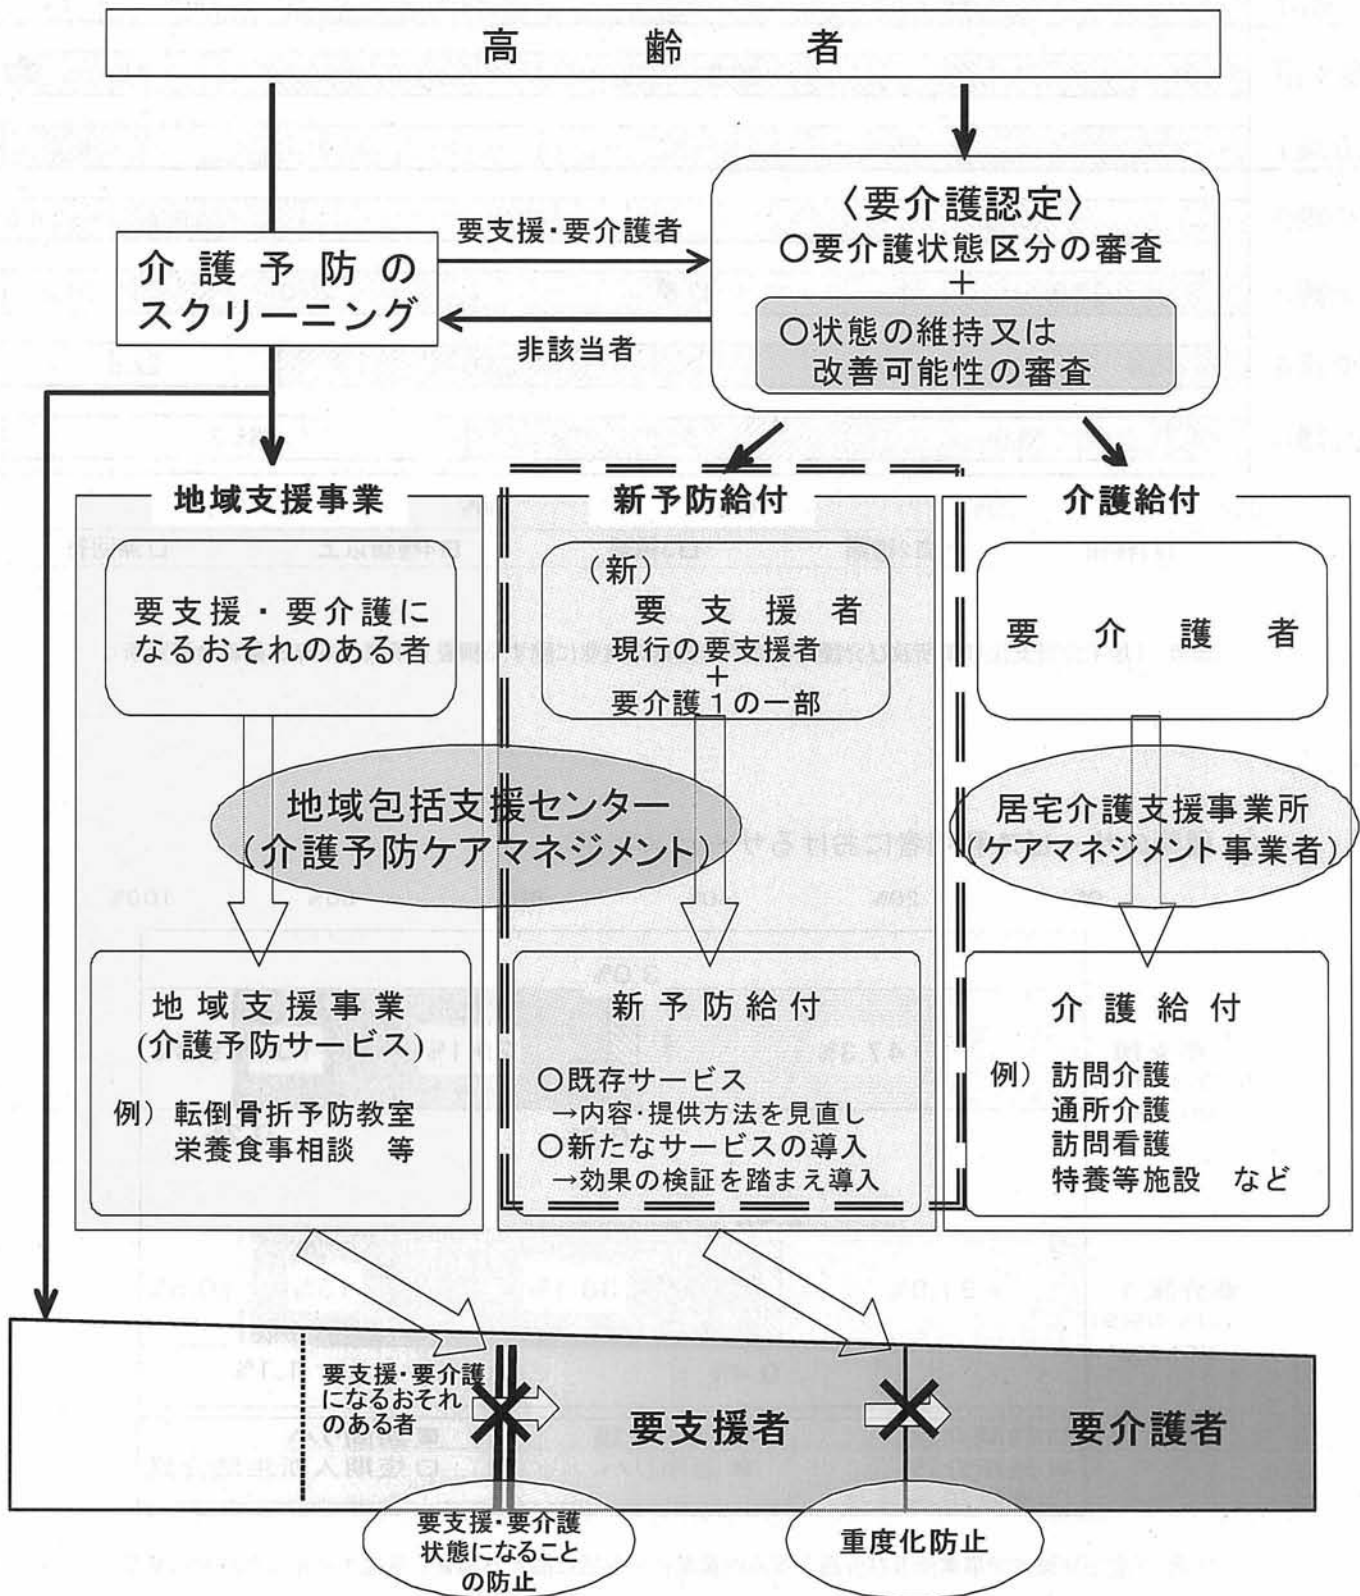 高齢者
〈要介護認定〉
○要介護状態区分の審査
＋
○状態の維持又は
改善可能性の審査
要支援・要介護者
介護予防の
スクリーニング
非該当者
地域支援事業
新予防給付
介護給付
要支援・要介護に
なるおそれのある者
（新）
要支援者
現行の要支援者
＋
要介護１の一部
要介護者
地域包括支援センター
（介護予防ケアマネジメント）
居宅介護支援事業所
（ケアマネジメント事業者）
地域支援事業
(介護予防サービス)
例）転倒骨折予防教室
栄養食事相談　等
新予防給付
○既存サービス
→内容・提供方法を見直し
○新たなサービスの導入
→効果の検証を踏まえ導入
介護給付
例）訪問介護
通所介護
訪問看護
特養等施設　など
要支援・要介護
になるおそれ
のある者
要支援者
要介護者
要支援・要介護
状態になること
の防止
重度化防止